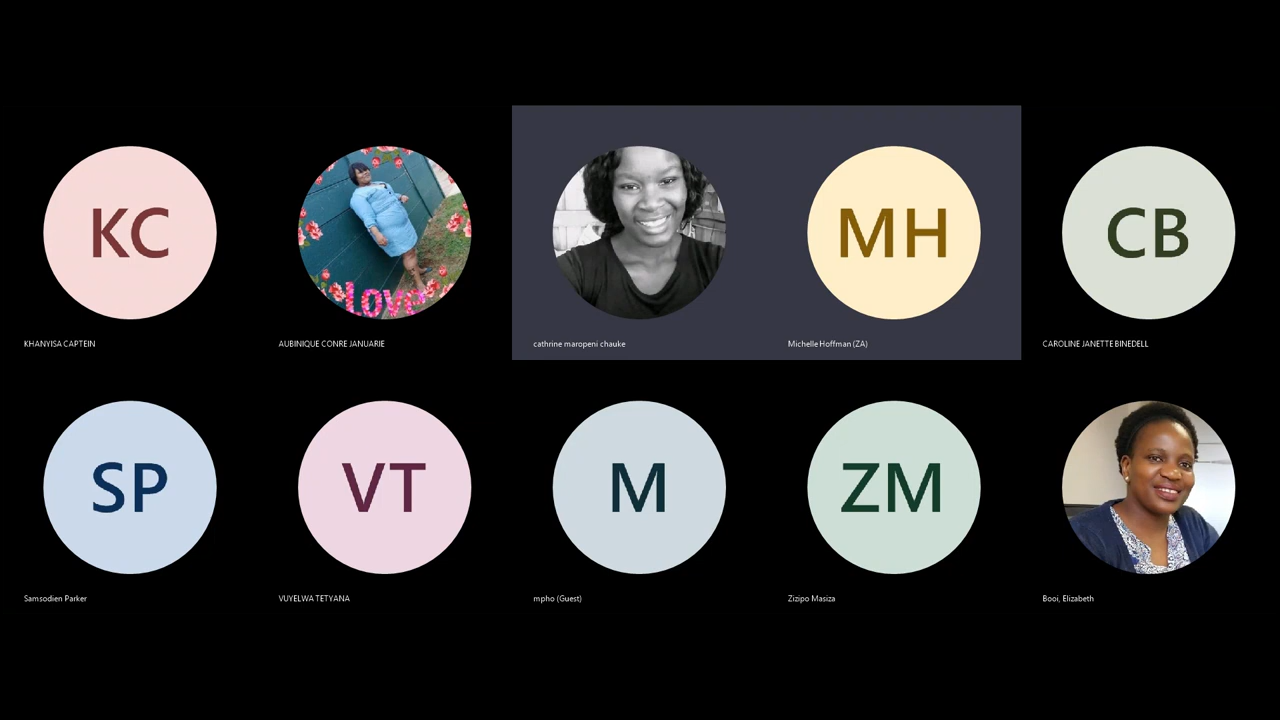 KC
MH
CB
Love
KHANYISA CAPTEIN
AUBINIQUE CONRE JANUARIE
cathrine maropeni chauke
Michelle Hoffman (ZA)
CAROLINE JANETTE BINEDELL
SP
VT
M
ZM
Samsodien Parker
VUYELWA TETYANA
mpho (Guest)
Zizipo Masiza
Booi, Elizabeth